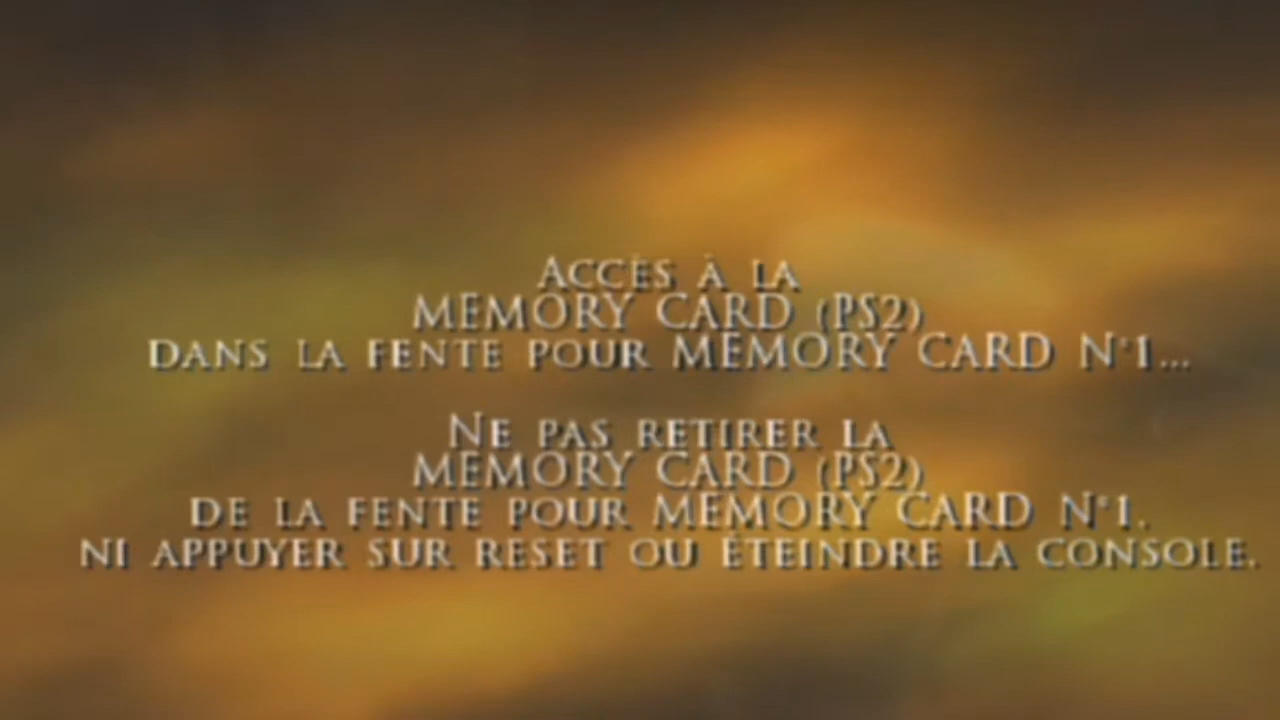 Accès à la
MEMORY CARD (PS2)
dans la fente pour MEMORY CARD N°1...
Ne pas retirer la
MEMORY CARD (PS2)
de la fente pour MEMORY CARD N°1,
ni appuyer sur reset ou éteindre la console.